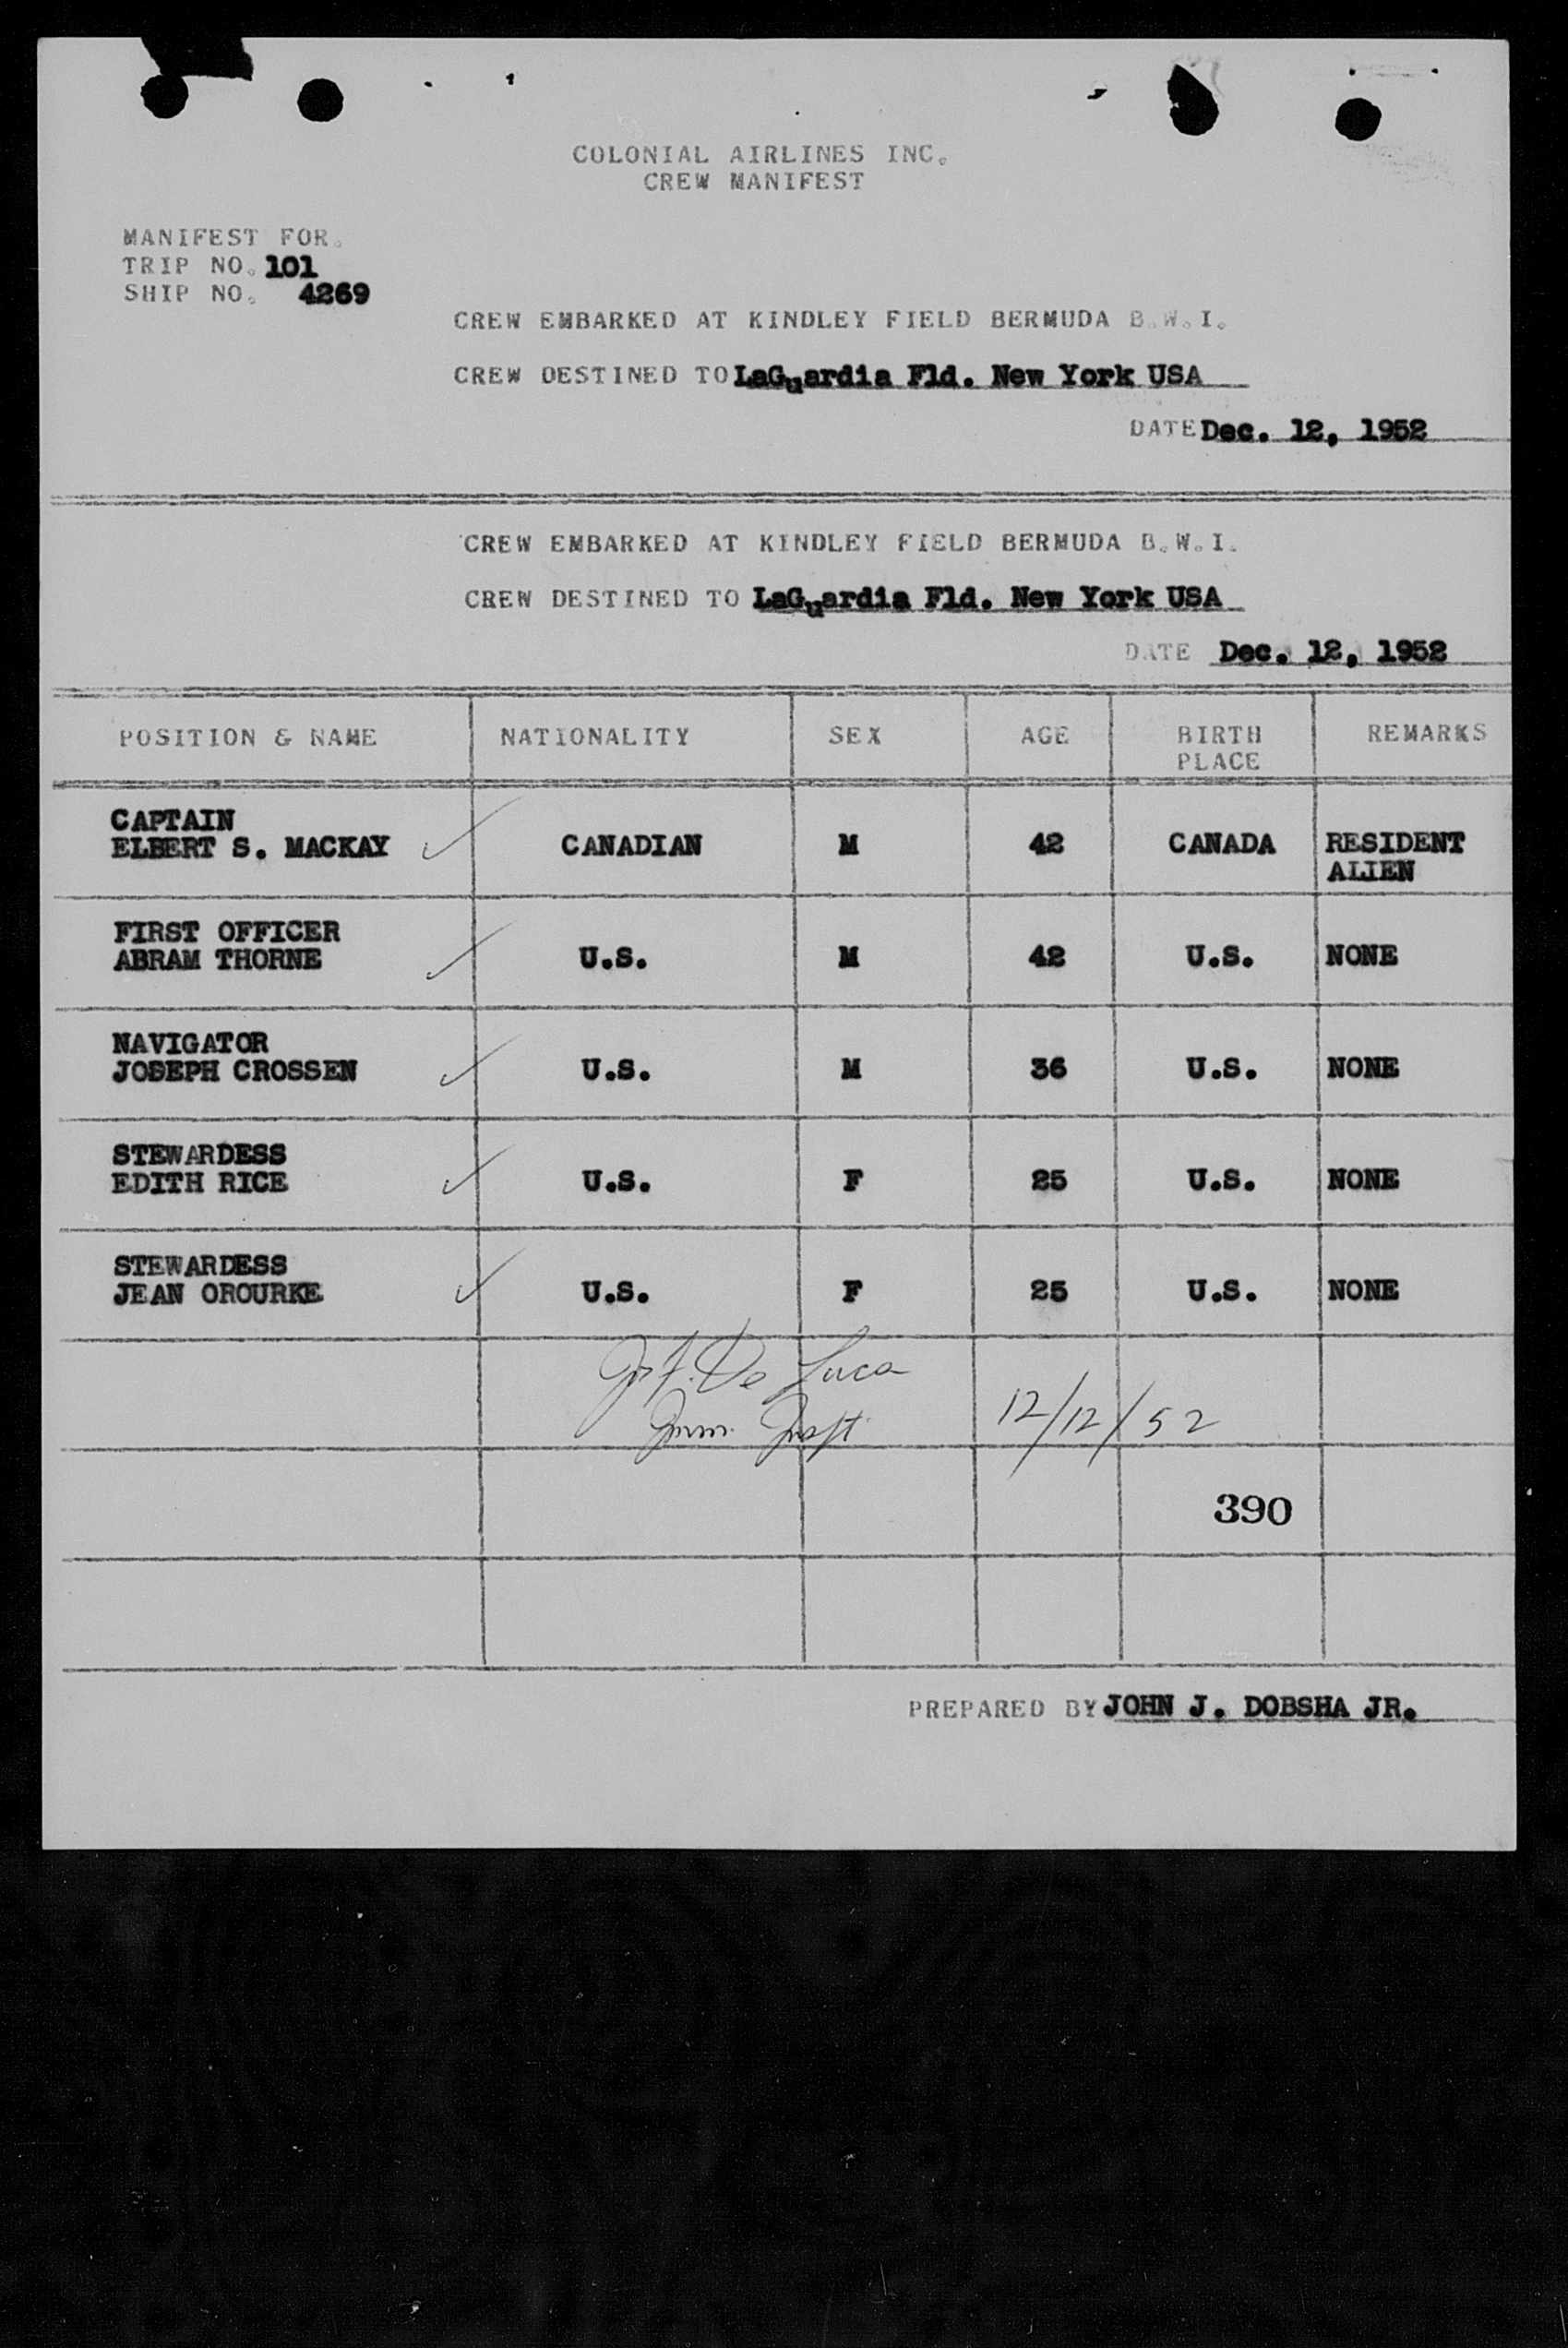 COLONIAL AIRLINES INC.
CREW MANIFEST
MANIFEST FOR.
TRIP NO. 101
SHIP NO. 4269
CREW EMBARKED AT KINDLEY FIELD BERMUDA B.W.I.
CREW DESTINED TO LaGuardia Fld. New York USA
DATE Dec. 12, 1952
CREW EMBARKED AT KINDLEY FIELD BERMUDA B.W.I.
CREW DESTINED TO LaGuardia Fld. New York USA
DATE Dec. 12, 1952
POSITION & NAME NATIONALITY SEX AGE BIRTH PLACE REMARKS
CAPTAIN
ELBERT S. MACKAY CANADIAN M 42 CANADA RESIDENT
ALIEN
FIRST OFFICER
ABRAM THORNE U.S. M 42 U.S. NONE
NAVIGATOR
JOSEPH CROSSEN U.S. M 36 U.S. NONE
STEWARDESS
EDITH RICE U.S. F 25 U.S. NONE
STEWARDESS
JEAN OROURKE U.S. F 25 U.S. NONE
De Luca
Imm. Inspt. 12/12/52
390
PREPARED BY JOHN J. DOBSHA JR.